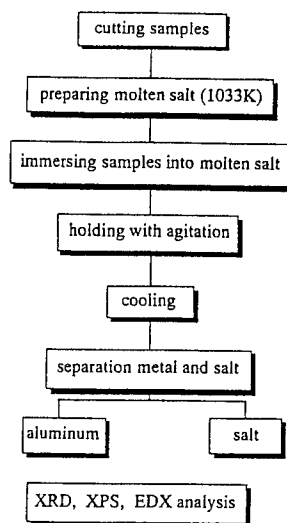 cutting samples
preparing molten salt (1033K)
immersing samples into molten salt
holding with agitation
cooling
separation metal and salt
aluminum
salt
XRD, XPS, EDX analysis